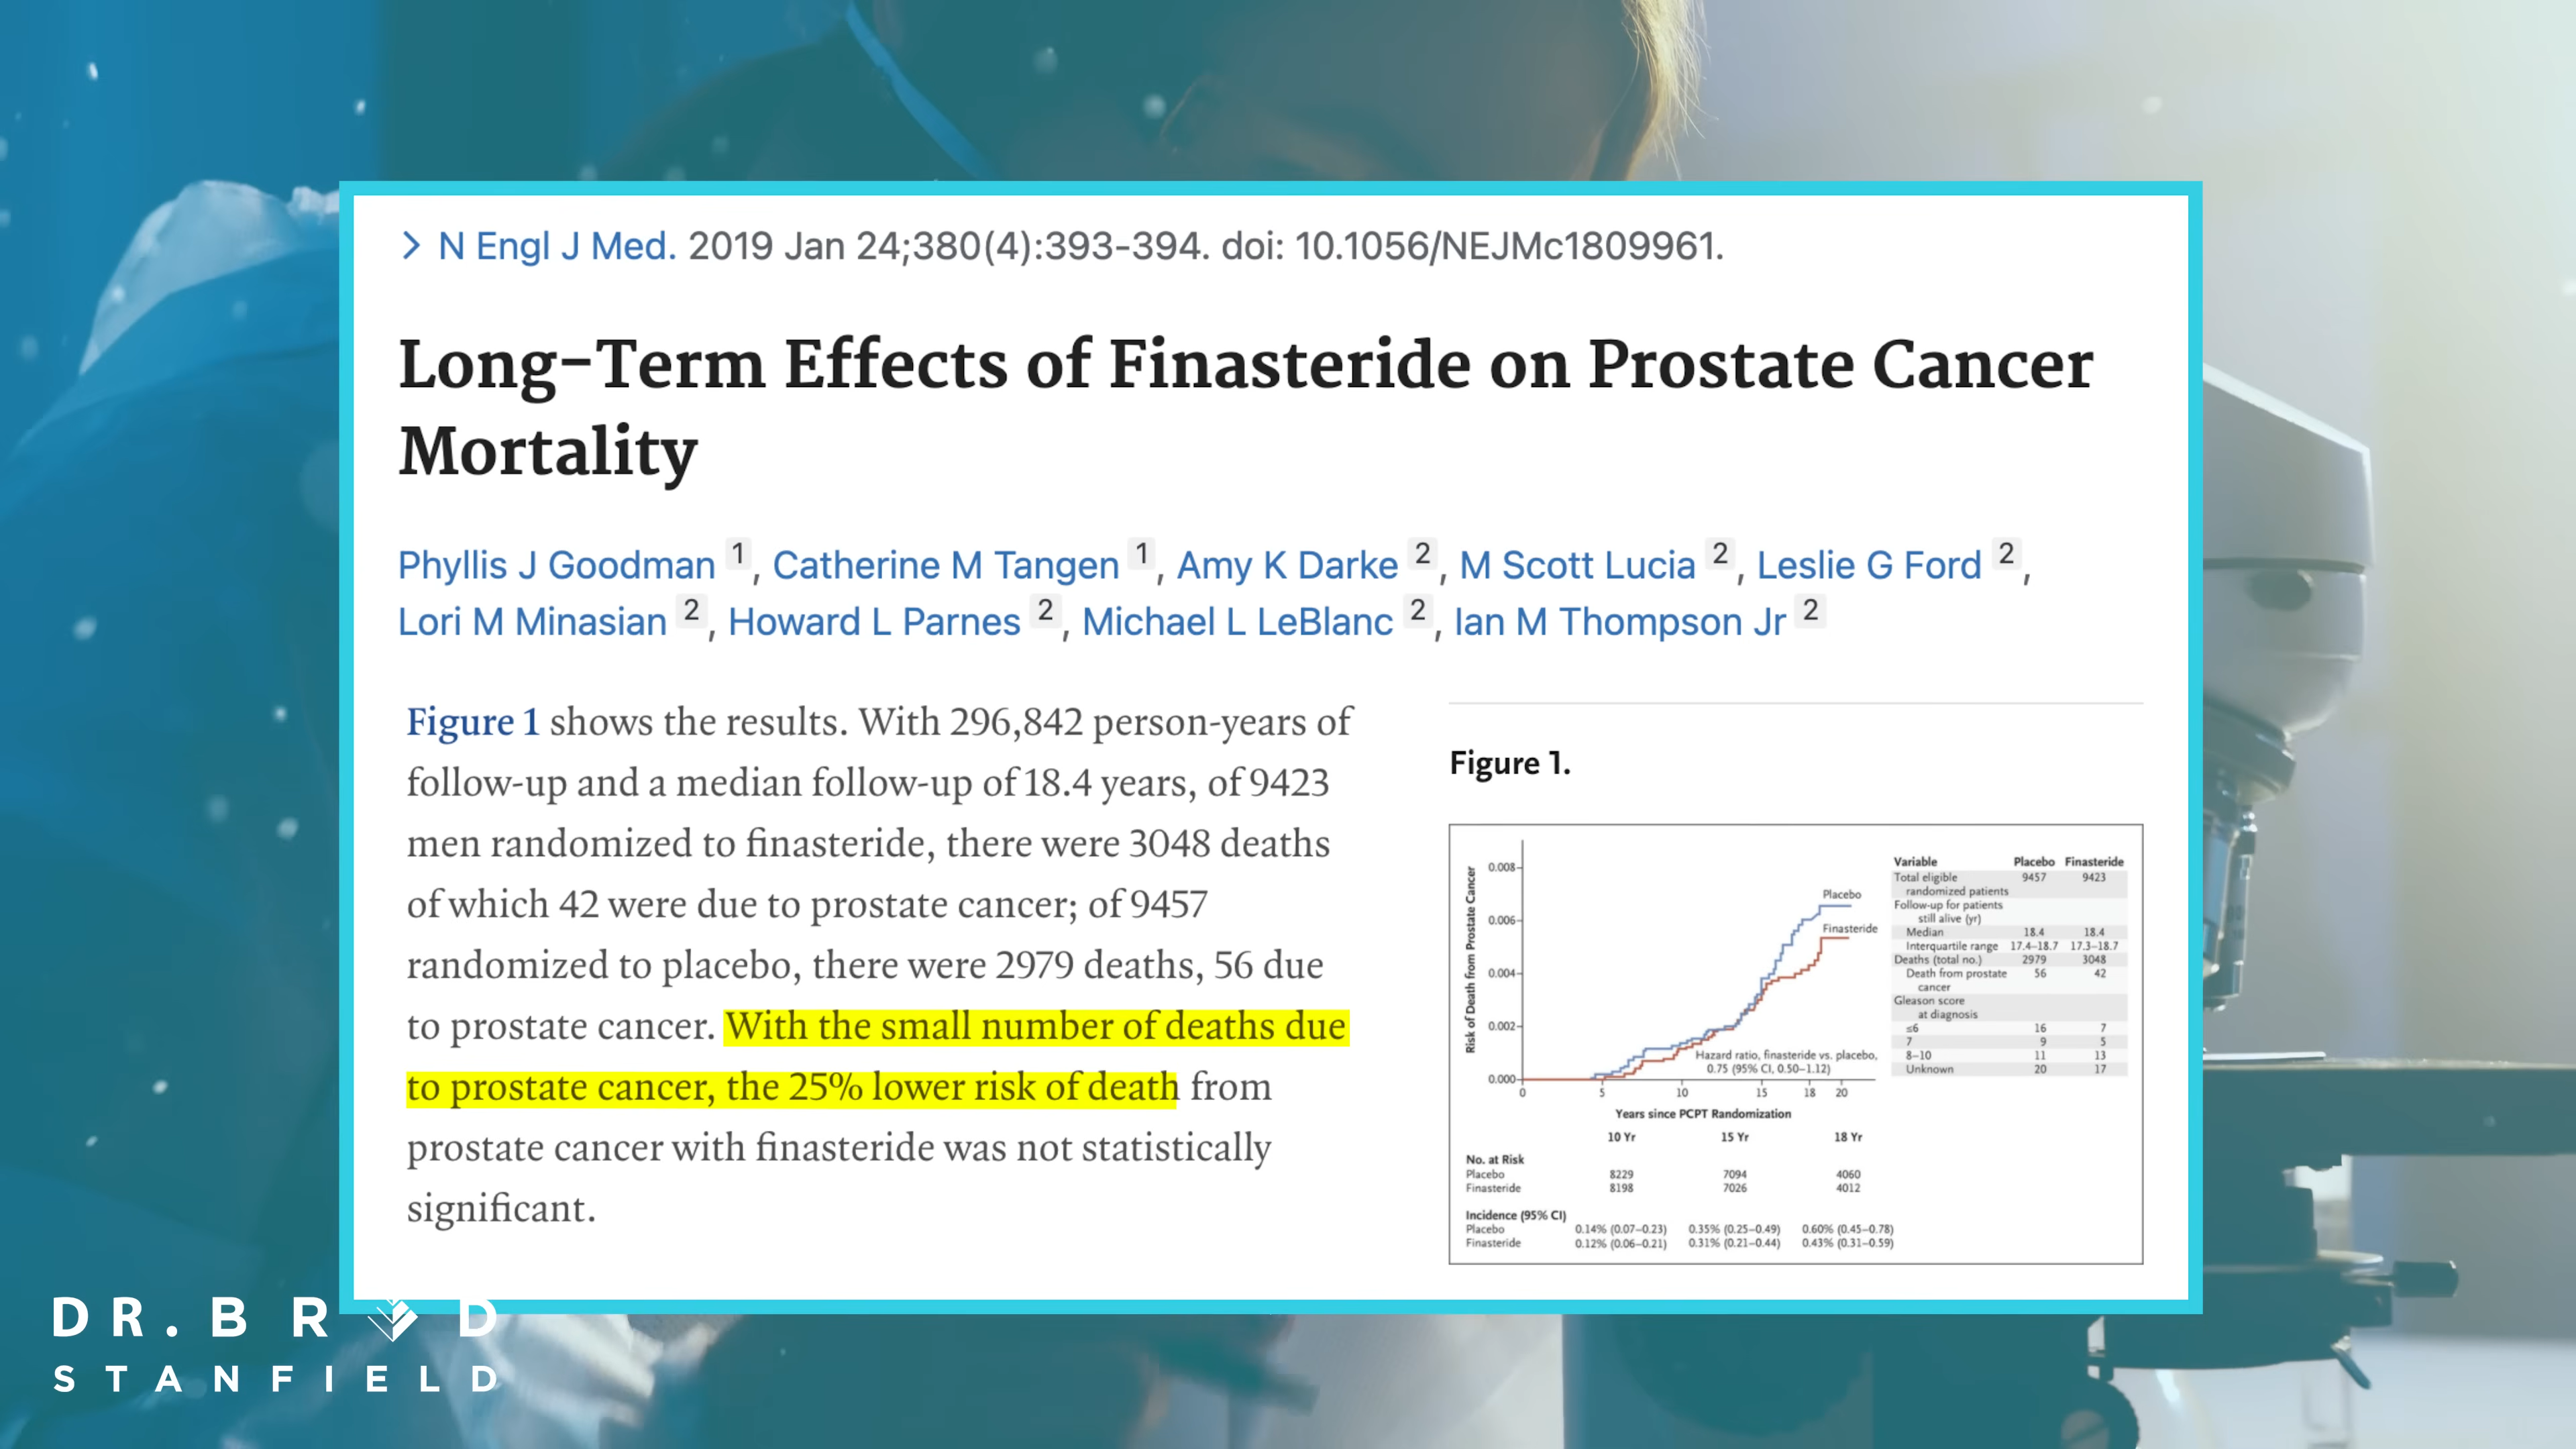 > N Engl J Med. 2019 Jan 24;380(4):393-394. doi: 10.1056/NEJMc1809961.
Long-Term Effects of Finasteride on Prostate Cancer
Mortality
Phyllis J Goodman 1, Catherine M Tangen 1, Amy K Darke 2, M Scott Lucia 2, Leslie G Ford 2,
Lori M Minasian 2, Howard L Parnes 2, Michael L LeBlanc 2, Ian M Thompson Jr 2
Figure 1 shows the results. With 296,842 person-years of
follow-up and a median follow-up of 18.4 years, of 9423
men randomized to finasteride, there were 3048 deaths
of which 42 were due to prostate cancer; of 9457
randomized to placebo, there were 2979 deaths, 56 due
to prostate cancer. With the small number of deaths due
to prostate cancer, the 25% lower risk of death from
prostate cancer with finasteride was not statistically
significant.
Figure 1.
Risk of Death from Prostate Cancer
0.008
0.006
0.004
0.002
0.000
Placebo
Finasteride
Hazard ratio, finasteride vs. placebo,
0.75 (95% CI, 0.50–1.12)
0 5 10 15 18 20
Years since PCPT Randomization
Variable Placebo Finasteride
Total eligible 9457 9423
randomized patients
Follow-up for patients
still alive (yr)
Median 18.4 18.4
Interquartile range 17.4–18.7 17.3–18.7
Deaths (total no.) 2979 3048
Death from prostate 56 42
cancer
Gleason score
at diagnosis
≤6 16 7
7 9 5
8–10 11 13
Unknown 20 17
10 Yr 15 Yr 18 Yr
No. at Risk
Placebo 8229 7094 4060
Finasteride 8198 7026 4012
Incidence (95% CI)
Placebo 0.14% (0.07–0.23) 0.35% (0.25–0.49) 0.60% (0.45–0.78)
Finasteride 0.12% (0.06–0.21) 0.31% (0.21–0.44) 0.43% (0.31–0.59)
DR. BRAD
STANFIELD